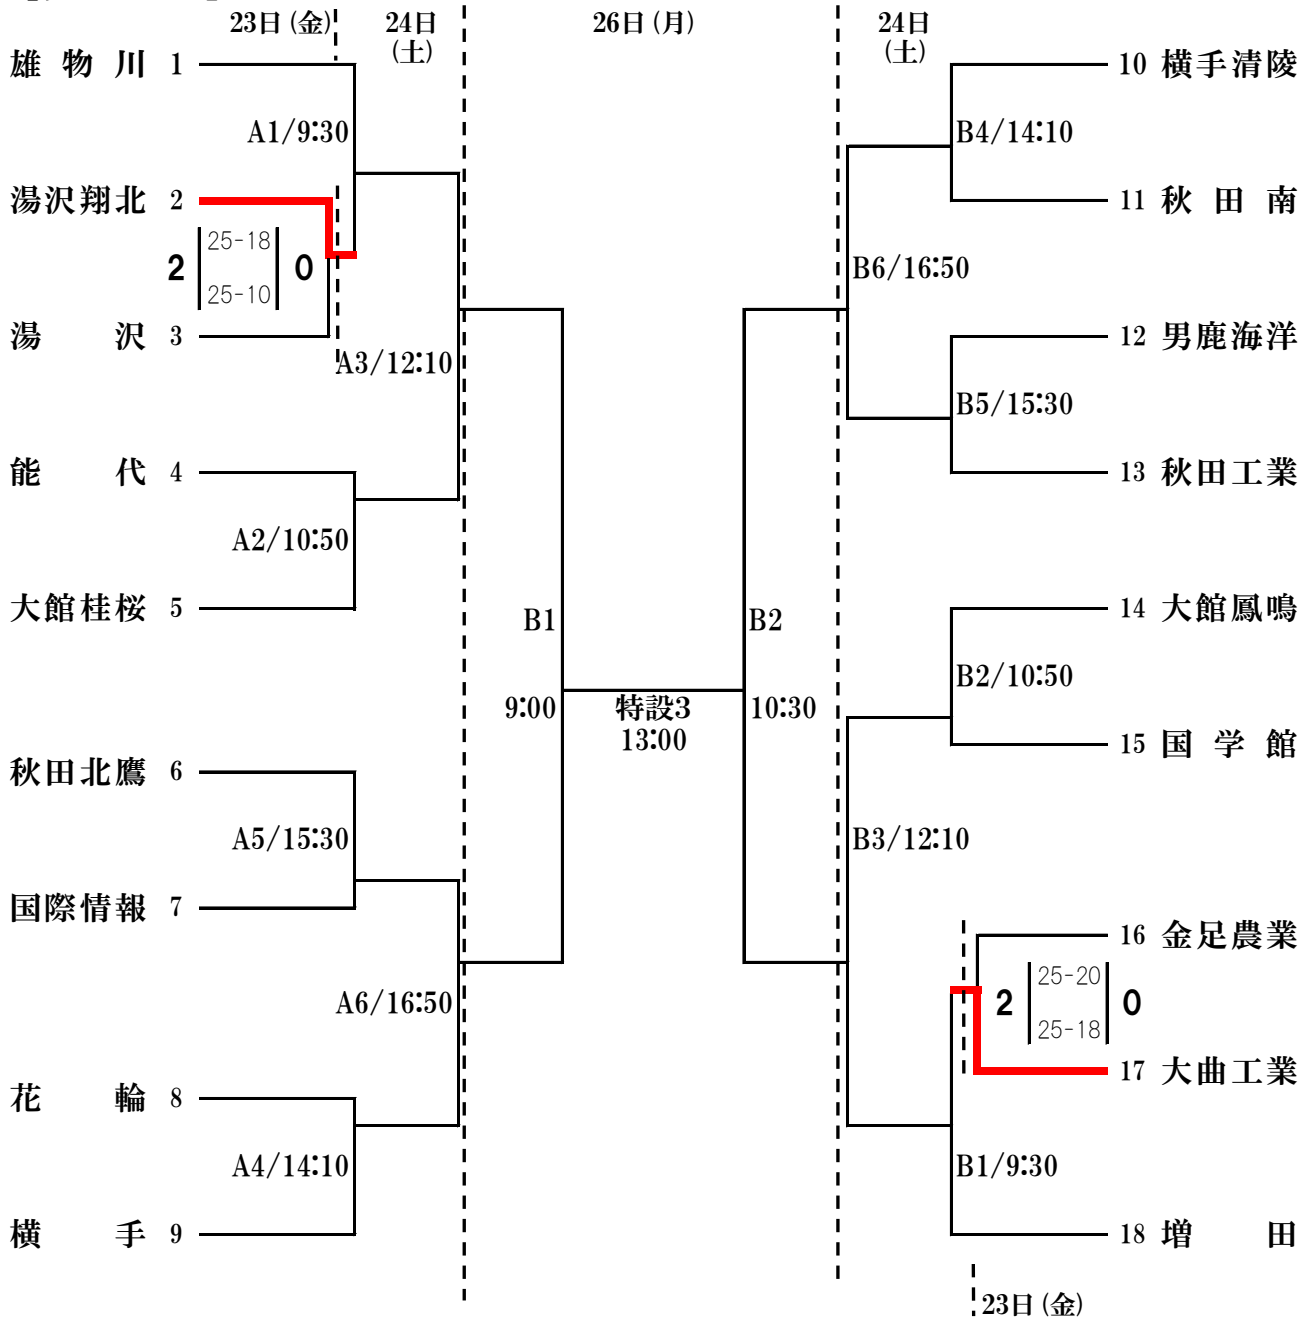 23日(金)
24日
(土)
26日(月)
24日
(土)
雄物川 1
A1/9:30
湯沢翔北 2
2 25-18 0
25-10
湯沢 3
A3/12:10
能代 4
A2/10:50
大館桂桜 5
秋田北鷹 6
A5/15:30
国際情報 7
A6/16:50
花輪 8
A4/14:10
横手 9
B1
9:00
特設3
13:00
B2
10:30
10 横手清陵
B4/14:10
11 秋田南
B6/16:50
12 男鹿海洋
B5/15:30
13 秋田工業
14 大館鳳鳴
B2/10:50
15 国学館
B3/12:10
16 金足農業
2 25-20 0
25-18
17 大曲工業
B1/9:30
18 増田
23日(金)